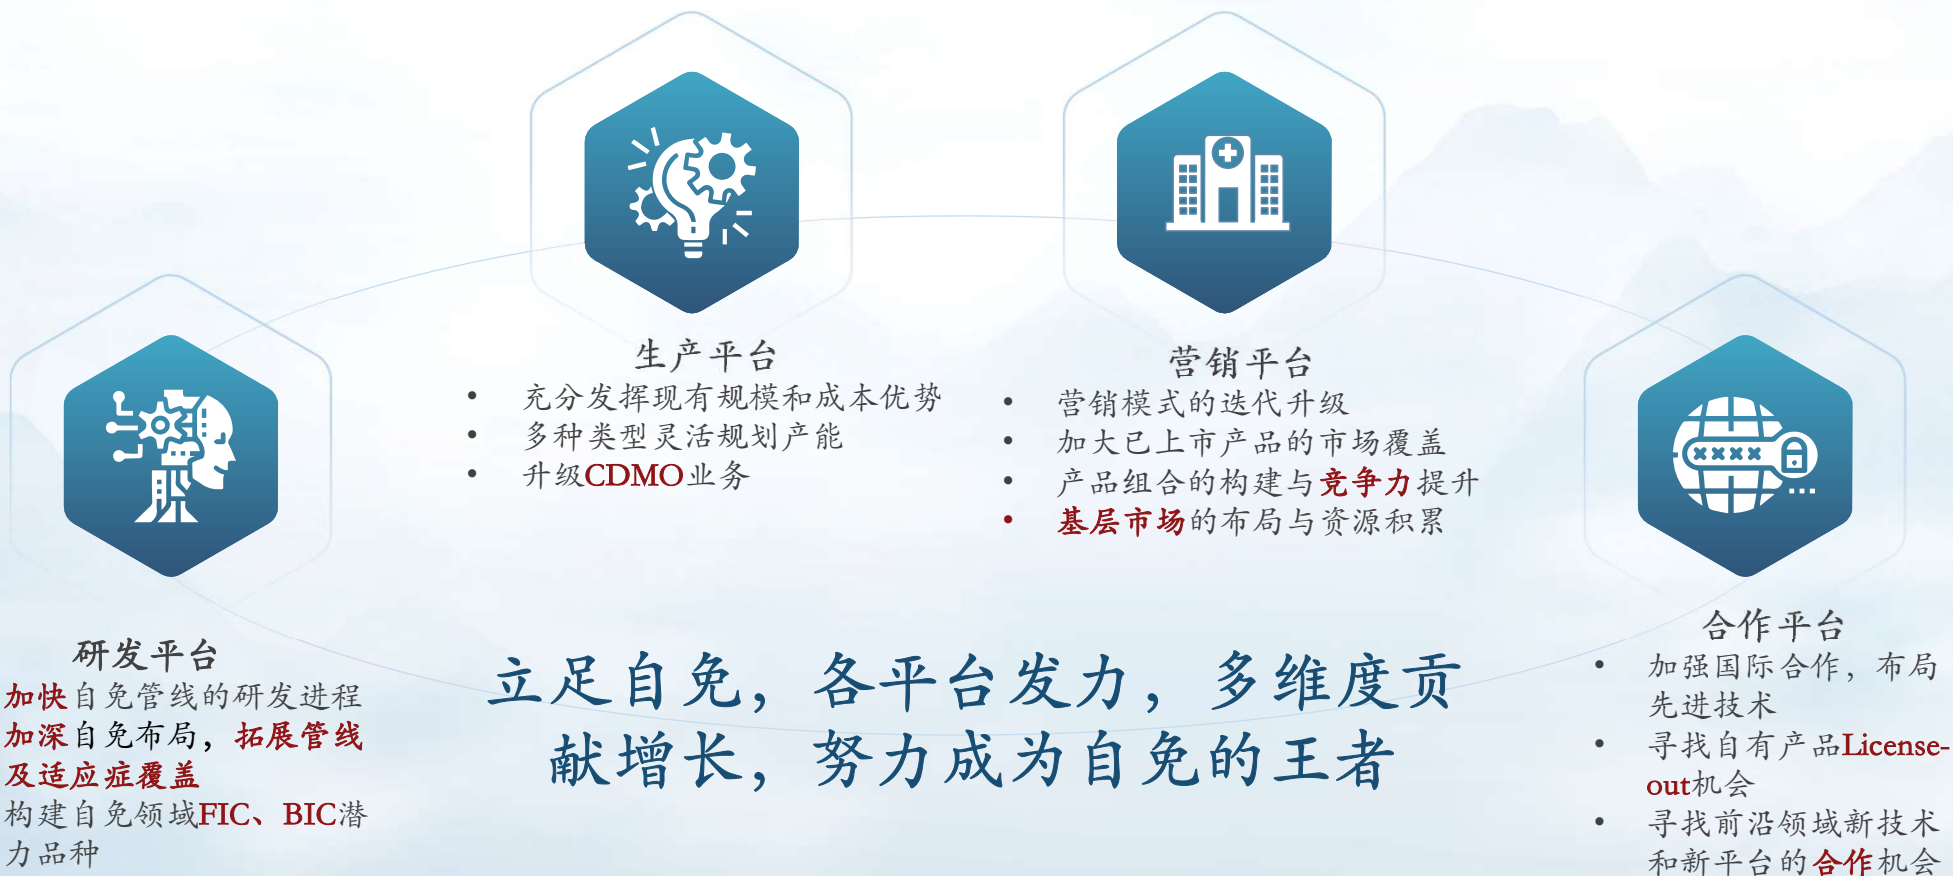 生产平台
• 充分发挥现有规模和成本优势
• 多种类型灵活规划产能
• 升级CDMO业务
营销平台
• 营销模式的迭代升级
• 加大已上市产品的市场覆盖
• 产品组合的构建与竞争力提升
• 基层市场的布局与资源积累
研发平台
加快自免管线的研发进程
加深自免布局，拓展管线
及适应症覆盖
构建自免领域FIC、BIC潜
力品种
合作平台
• 加强国际合作，布局
先进技术
• 寻找自有产品License-
out机会
• 寻找前沿领域新技术
和新平台的合作机会
立足自免，各平台发力，多维度贡
献增长，努力成为自免的王者